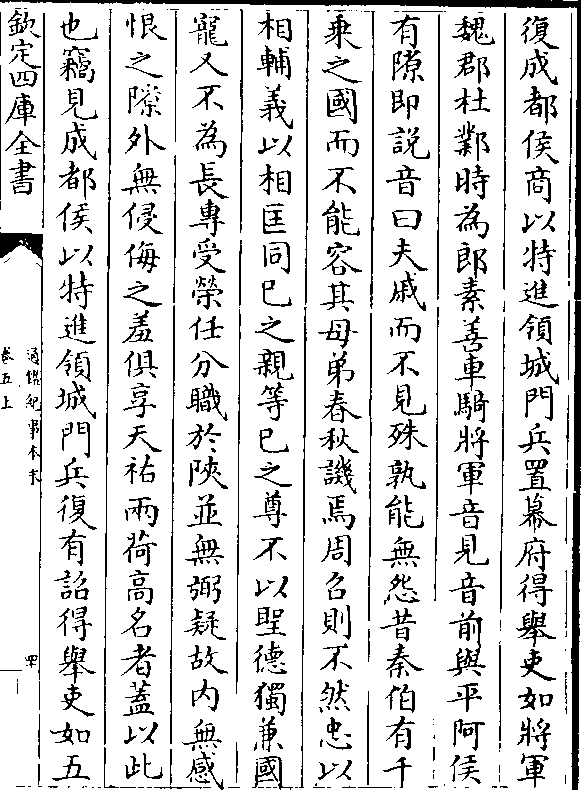 復成都侯商以特進領城門兵置幕府得舉吏如將軍
魏郡杜鄴時為郎素善車騎將軍音見音前與平阿侯
有隙即說音曰夫戚而不見殊孰能無怨昔秦伯有千
乘之國而不能容其母弟春秋譏焉周召則不然忠以
相輔義以相匡同已之親等已之尊不以聖德獨兼國
寵又不為長專受榮任分職於陜並無弼疑故内無感
恨之隙外無侵侮之羞俱享天祐兩荷高名者蓋以此
也竊見成都侯以特進領城門兵復有詔得舉吏如五
欽定四庫全書
通鑑紀事本末
卷五上
四